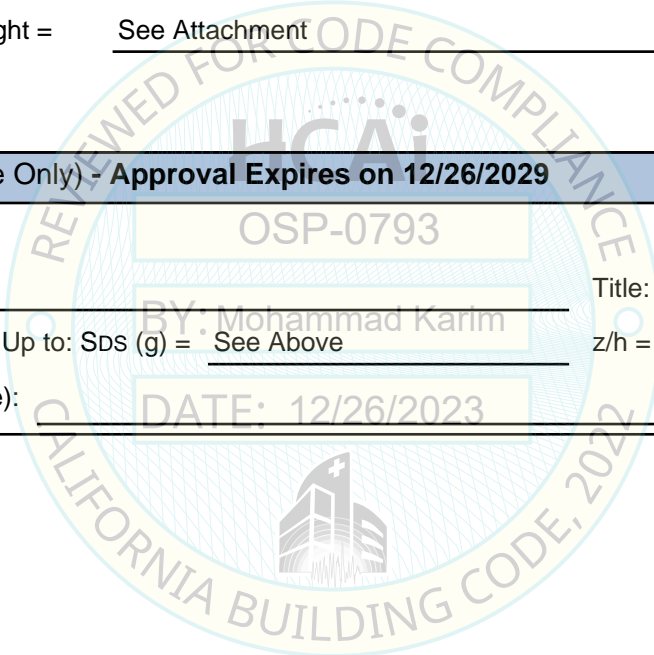 ght = See Attachment
REVIEWED FOR CODE COMPLIANCE
HCAi
e Only) - Approval Expires on 12/26/2029
OSP-0793
Title:
BY: Mohammad Karim
Up to: SDS (g) = See Above z/h =
e):
DATE: 12/26/2023
CALIFORNIA BUILDING CODE, 2022